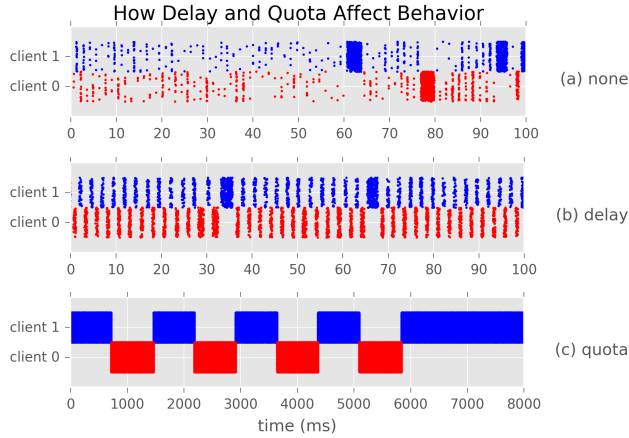 How Delay and Quota Affect Behavior
client 1
client 0
(a) none
0 10 20 30 40 50 60 70 80 90 100
client 1
client 0
(b) delay
0 10 20 30 40 50 60 70 80 90 100
client 1
client 0
(c) quota
0 1000 2000 3000 4000 5000 6000 7000 8000
time (ms)